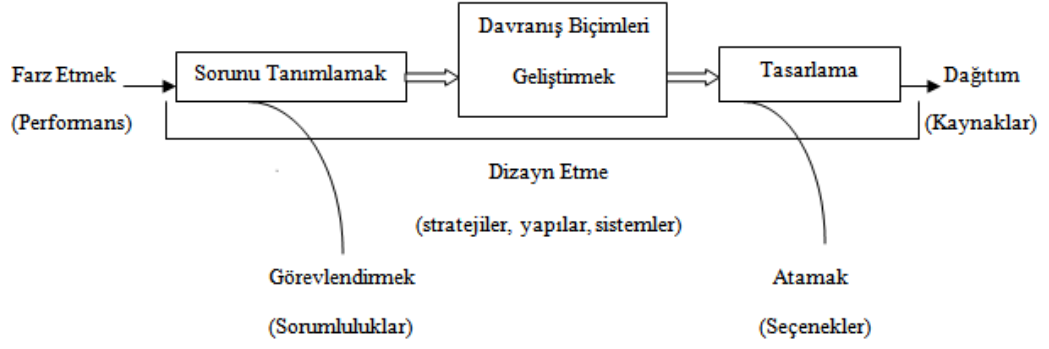 Davranış Biçimleri
Geliştirmek
Farz Etmek
(Performans)
Sorunu Tanımlamak
Tasarlama
Dağıtım
(Kaynaklar)
Dizayn Etme
(stratejiler, yapılar, sistemler)
Görevlendirmek
(Sorumluluklar)
Atamak
(Seçenekler)